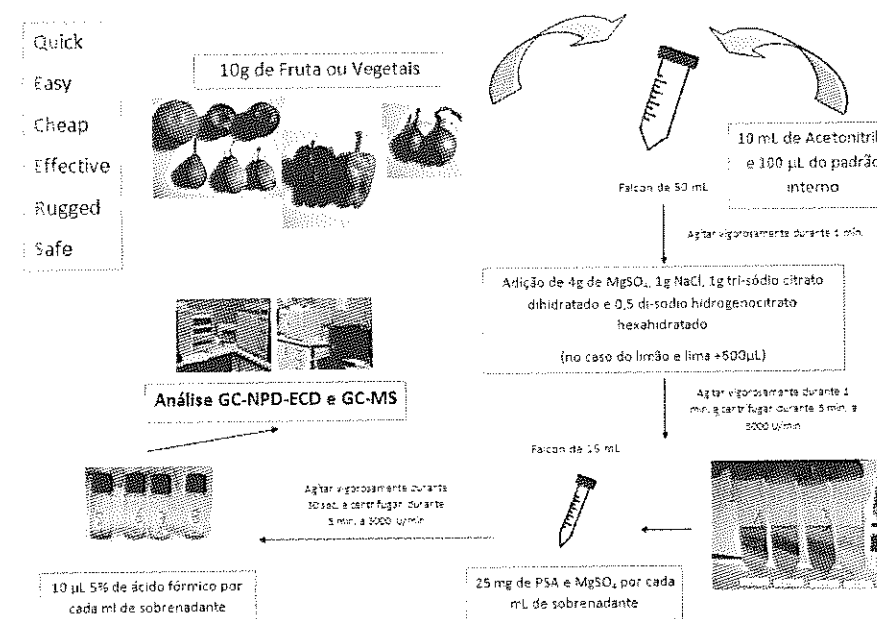 Quick
Easy
Cheap
Effective
Rugged
Safe
10g de Fruta ou Vegetais
Falcon de 50 mL
10 mL de Acetonitril
e 100 µL do padrão
interno
Agitar vigorosamente durante 1 min.
Adição de 4g de MgSO₄, 1g NaCl, 1g tri-sódio citrato
dihidratado e 0,5 di-sodio hidrogenocitrato
hexahidratado
(no caso do limão e lima +600µL)
Agitar vigorosamente durante 1
min. e centrifugar durante 5 min. a
3000 U/min
Falcon de 15 mL
25 mg de PSA e MgSO₄ por cada
mL de sobrenadante
Agitar vigorosamente durante
30 sec. e centrifugar durante
5 min. a 3000 U/min
10 µL 5% de ácido fórmico por
cada ml de sobrenadante
Análise GC-NPD-ECD e GC-MS